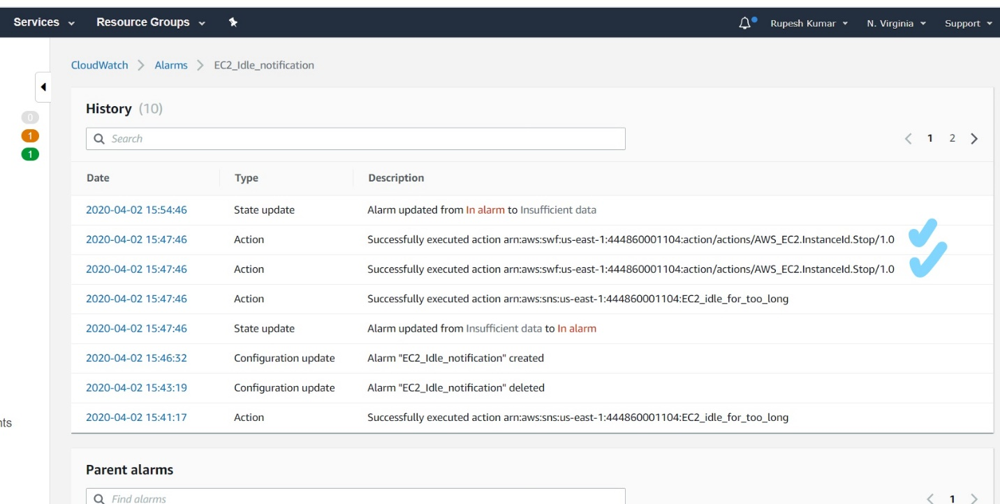 Services Resource Groups Rupesh Kumar N. Virginia Support
CloudWatch > Alarms > EC2_Idle_notification
0
1
1
History (10)
Search
1 2
Date Type Description
2020-04-02 15:54:46 State update Alarm updated from In alarm to Insufficient data
2020-04-02 15:47:46 Action Successfully executed action arn:aws:swf:us-east-1:444860001104:action/actions/AWS_EC2.InstanceId.Stop/1.0
2020-04-02 15:47:46 Action Successfully executed action arn:aws:swf:us-east-1:444860001104:action/actions/AWS_EC2.InstanceId.Stop/1.0
2020-04-02 15:47:46 Action Successfully executed action arn:aws:sns:us-east-1:444860001104:EC2_idle_for_too_long
2020-04-02 15:47:46 State update Alarm updated from Insufficient data to In alarm
2020-04-02 15:46:32 Configuration update Alarm "EC2_Idle_notification" created
2020-04-02 15:43:19 Configuration update Alarm "EC2_Idle_notification" deleted
2020-04-02 15:41:17 Action Successfully executed action arn:aws:sns:us-east-1:444860001104:EC2_idle_for_too_long
nts
Parent alarms
Find alarms
1